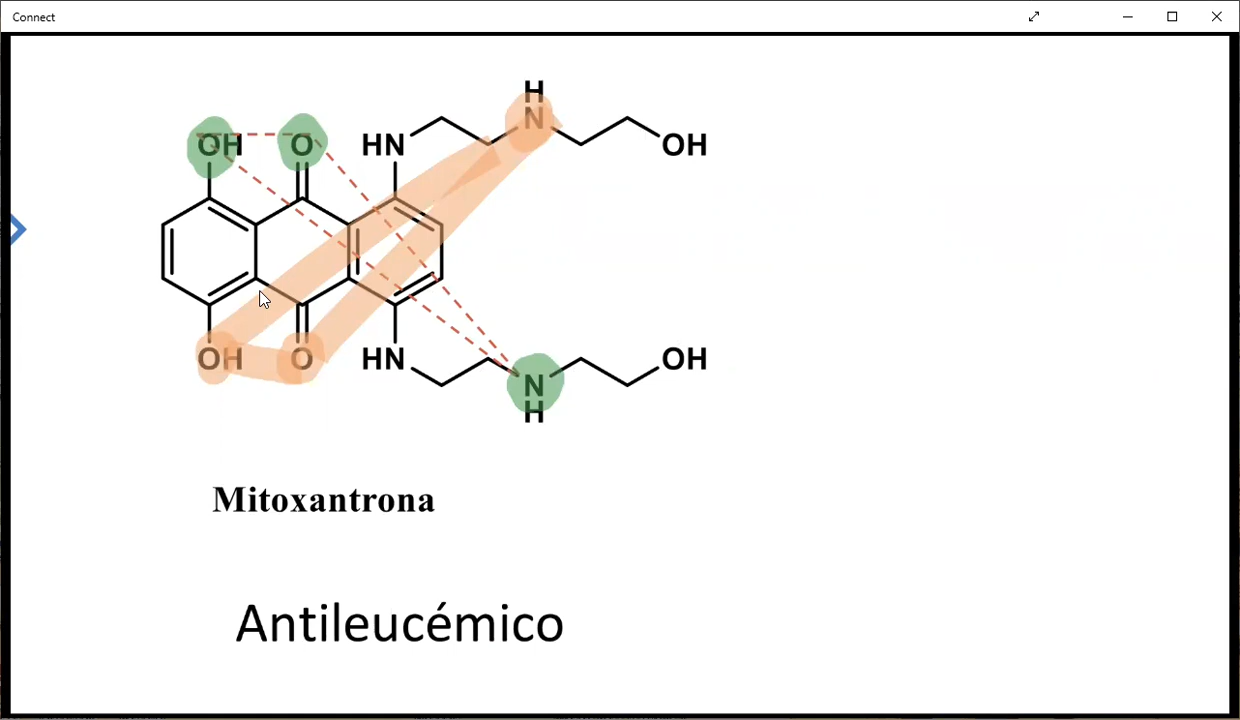 Connect
H
OH O HN N OH
OH O HN N OH
H
Mitoxantrona
Antileucémico